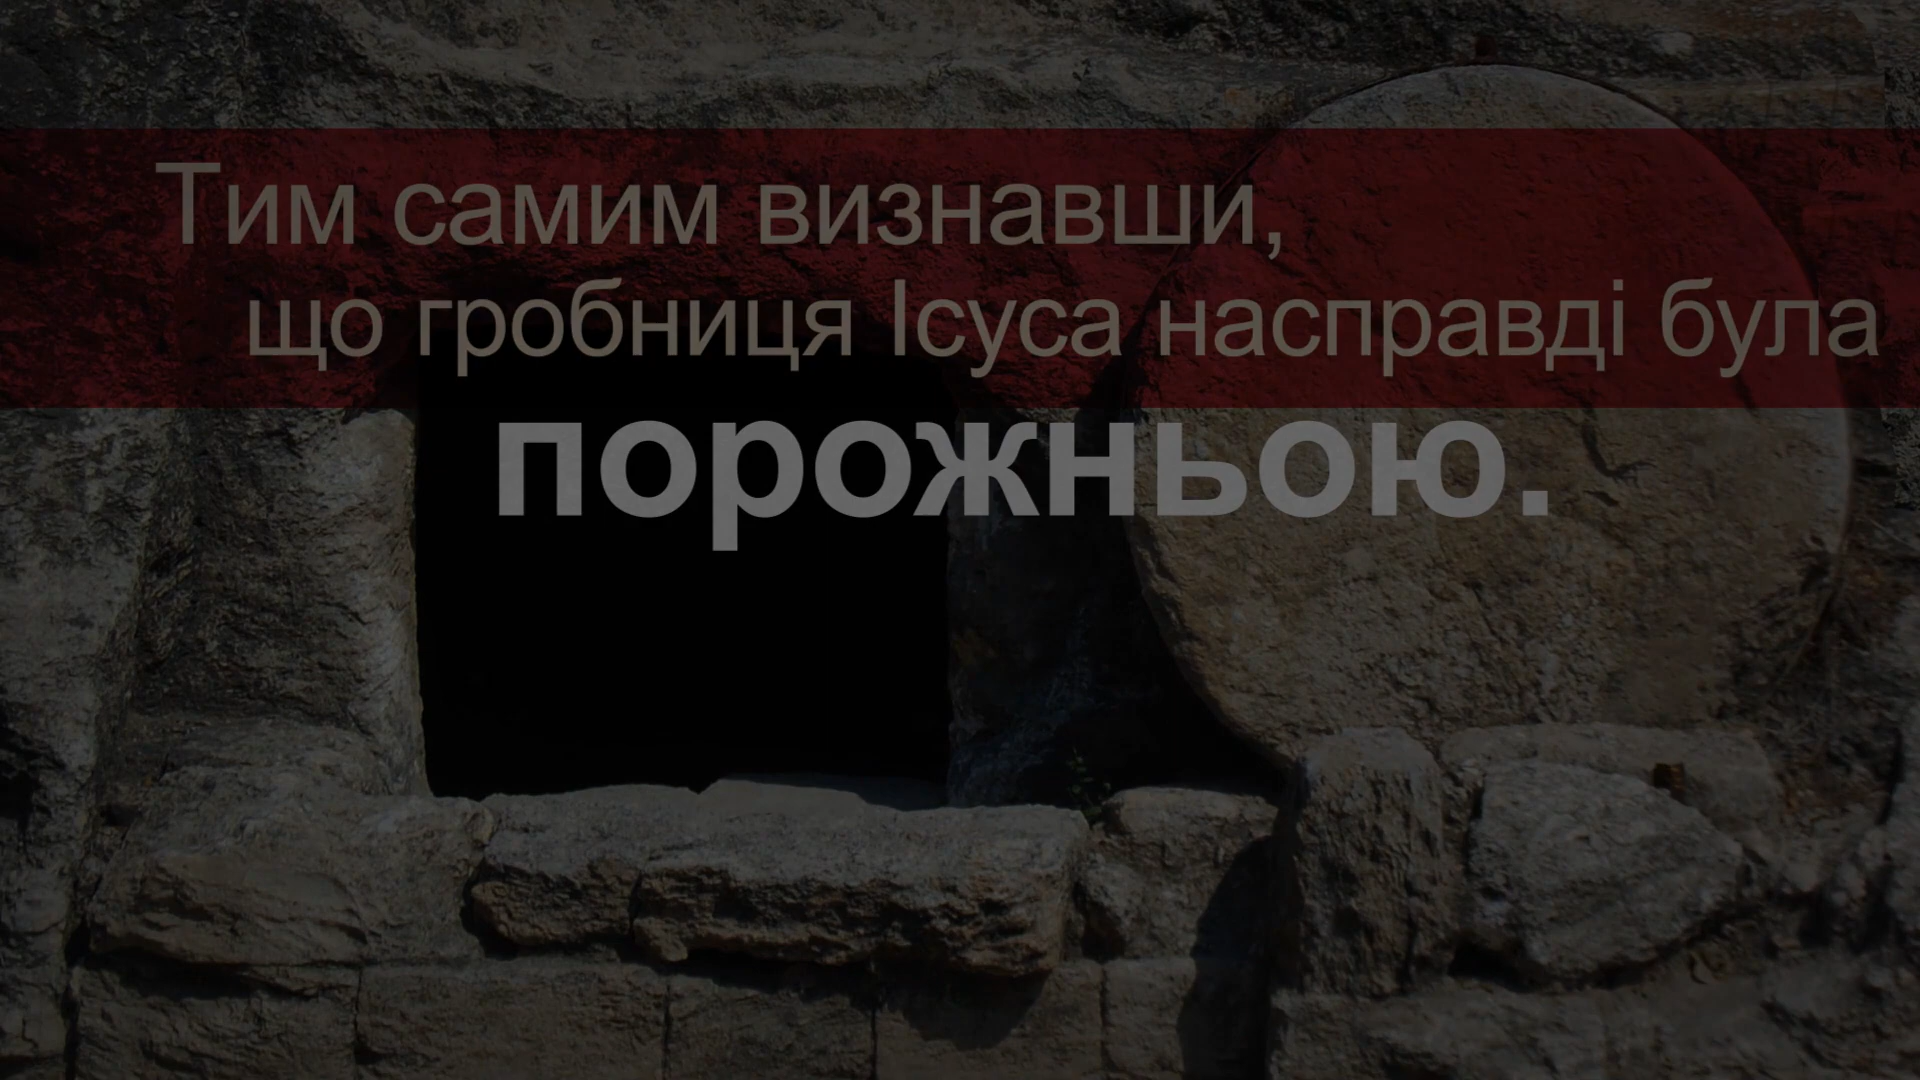 Тим самим визнавши,
що гробниця Ісуса насправді була
порожньою.